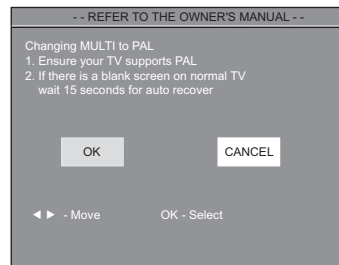 - - REFER TO THE OWNER'S MANUAL - -
Changing MULTI to PAL
1. Ensure your TV supports PAL
2. If there is a blank screen on normal TV
wait 15 seconds for auto recover
OK CANCEL
◀ ▶ - Move OK - Select